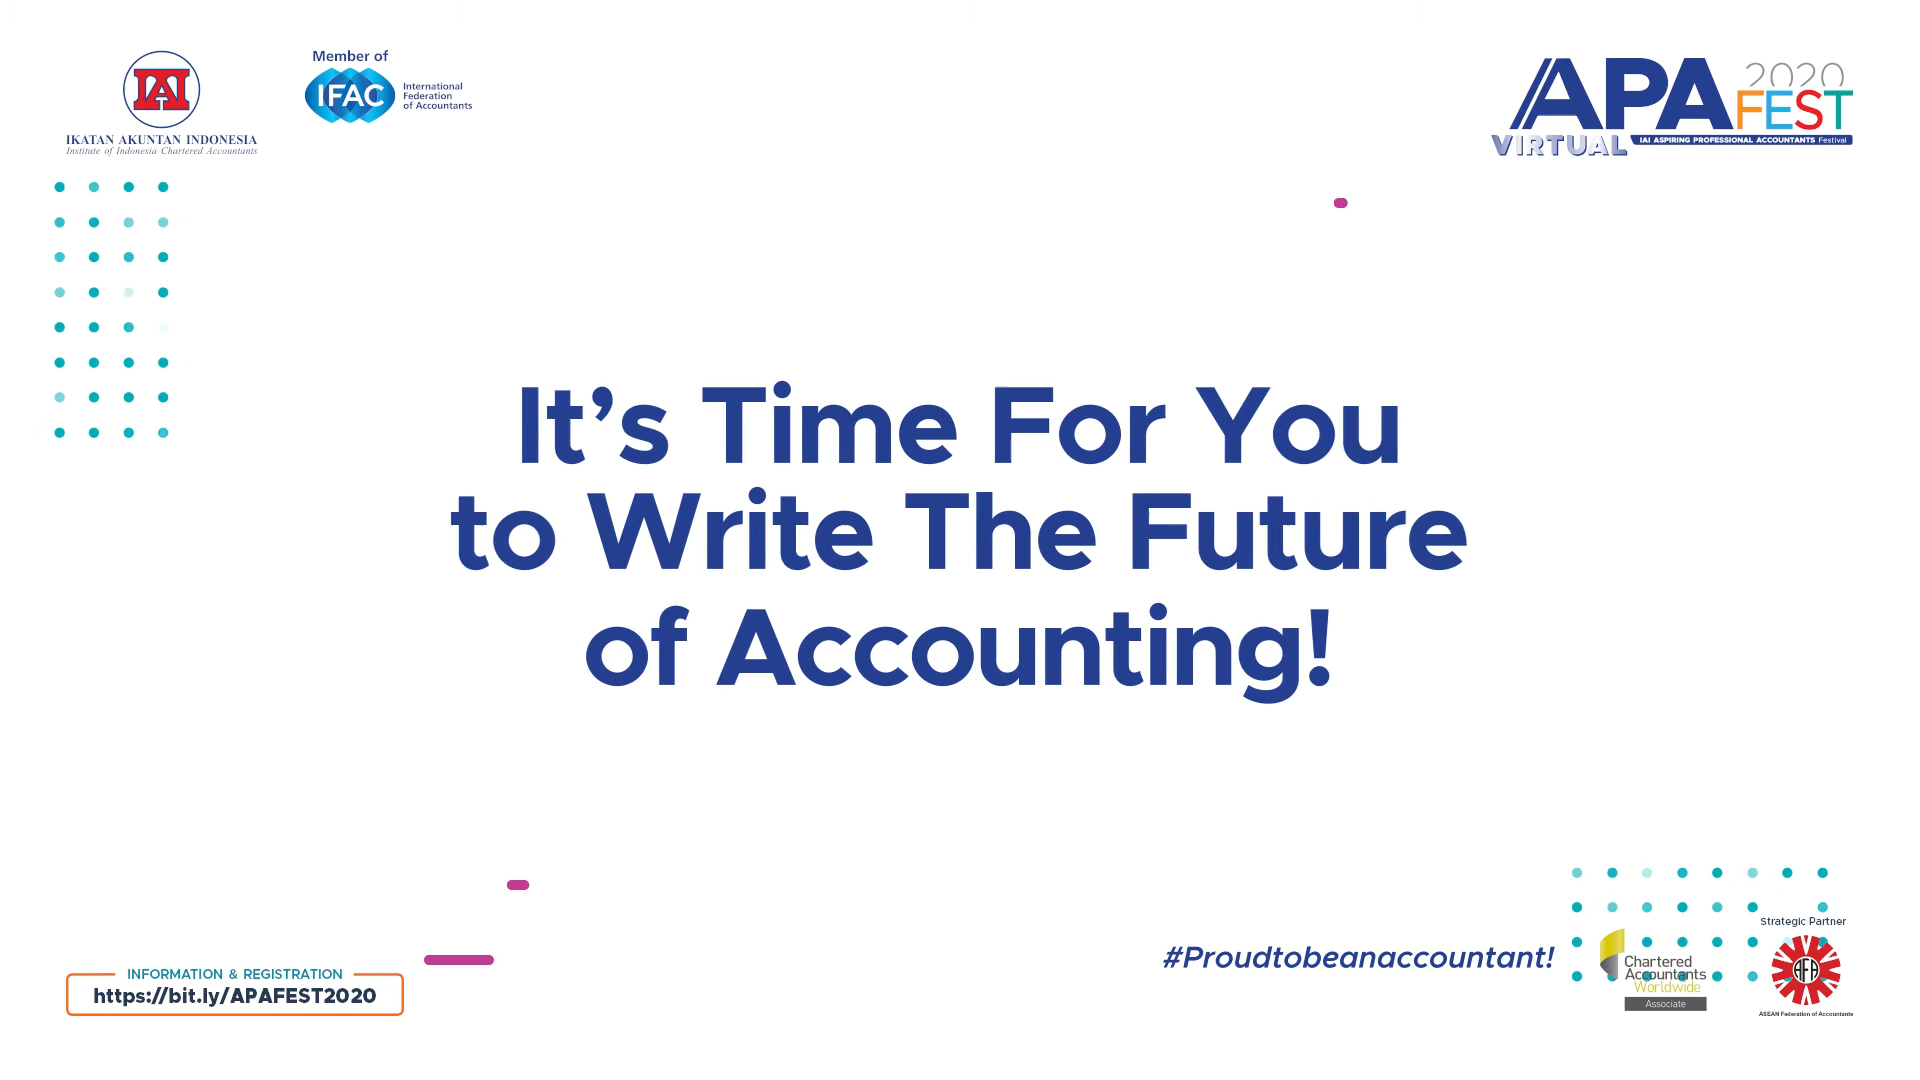 IAI
IKATAN AKUNTAN INDONESIA
Institute of Indonesia Chartered Accountants
Member of
IFAC
International
Federation
of Accountants
APA
2020
FEST
VIRTUAL
IAI ASPIRING PROFESSIONAL ACCOUNTANTS Festival
It’s Time For You
to Write The Future
of Accounting!
INFORMATION & REGISTRATION
https://bit.ly/APAFEST2020
#Proudtobeanaccountant!
Chartered
Accountants
Worldwide
Associate
Strategic Partner
AFA
ASEAN Federation of Accountants